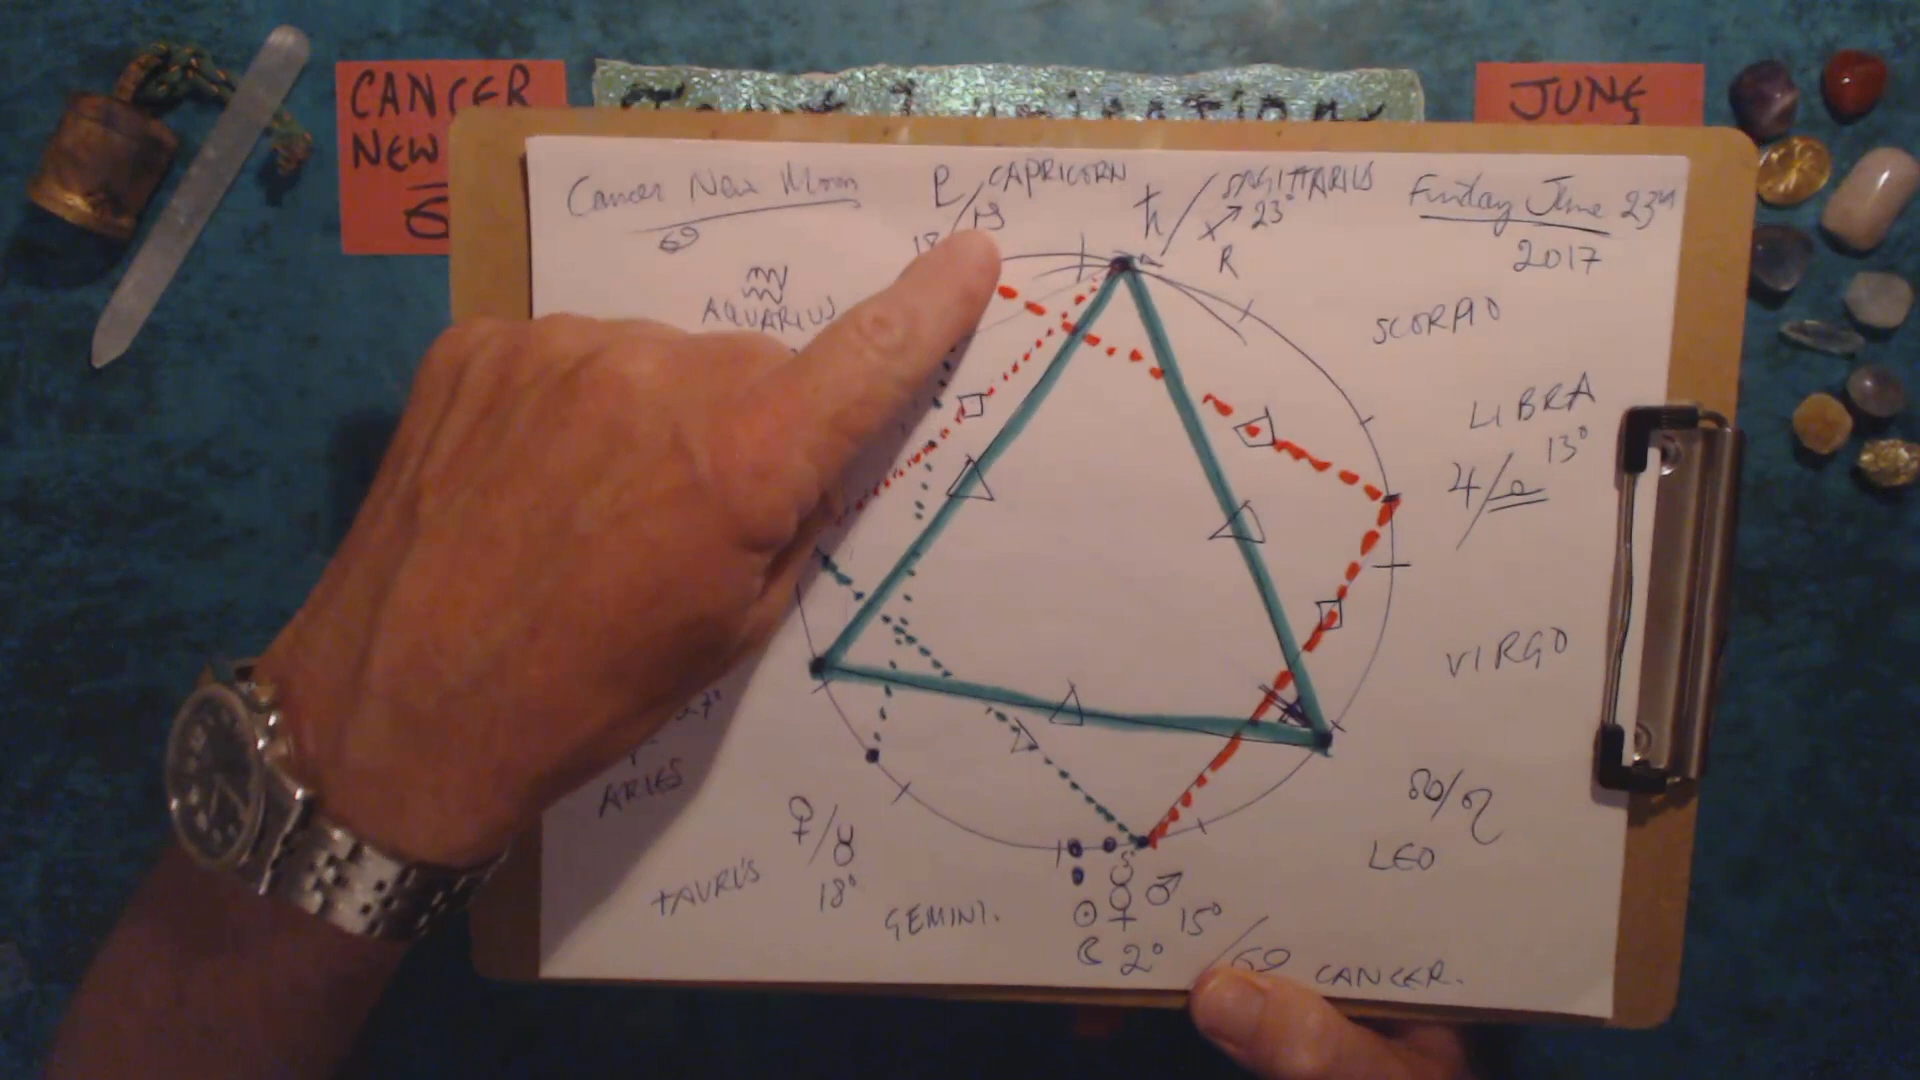 CANCER
NEW
JUNE
Cancer New Moon
♋
Friday June 23rd
2017
P / CAPRICORN
18 ♑
♄ / SAGITTARIUS
♐ 23°
R
AQUARIUS
SCORPIO
LIBRA
13°
♃/♎
VIRGO
ARIES
☊/♌
LEO
♀/♉
TAURUS
18°
GEMINI.
☿ ♂
☉ 15°
☾ 2° /♋ CANCER.